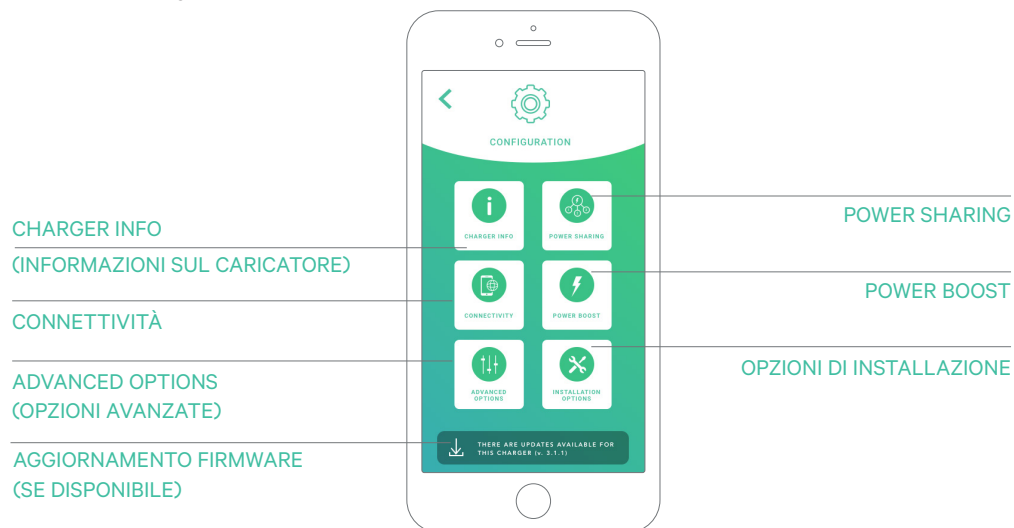 CONFIGURATION
CHARGER INFO
POWER SHARING
CONNECTIVITY
POWER BOOST
ADVANCED
OPTIONS
INSTALLATION
OPTIONS
THERE ARE UPDATES AVAILABLE FOR
THIS CHARGER (v. 3.1.1)
CHARGER INFO
(INFORMAZIONI SUL CARICATORE)
CONNETTIVITÀ
ADVANCED OPTIONS
(OPZIONI AVANZATE)
AGGIORNAMENTO FIRMWARE
(SE DISPONIBILE)
POWER SHARING
POWER BOOST
OPZIONI DI INSTALLAZIONE